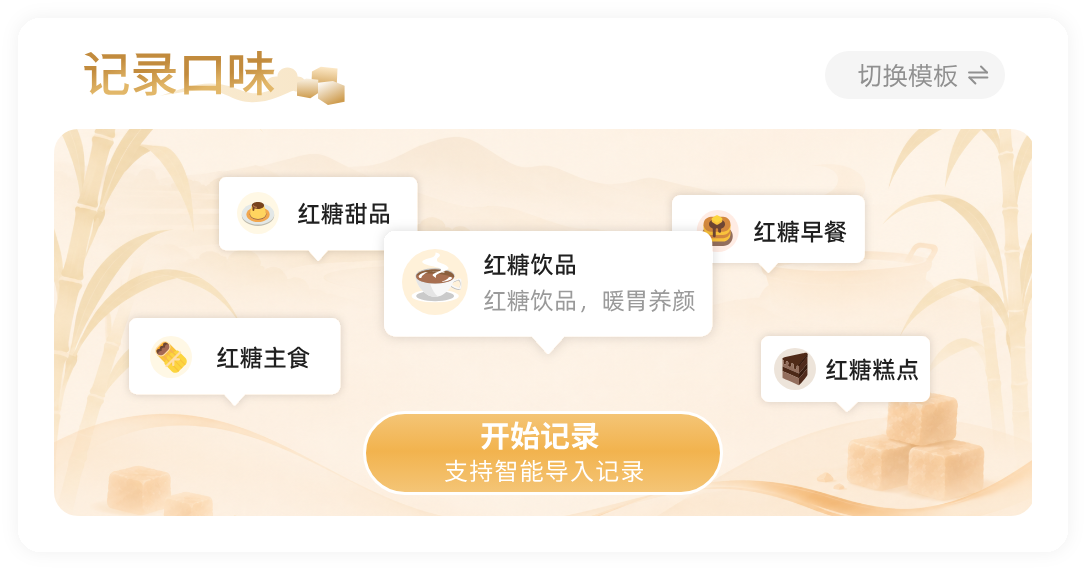 记录口味
切换模板
红糖甜品
红糖早餐
红糖饮品
红糖饮品，暖胃养颜
红糖主食
红糖糕点
开始记录
支持智能导入记录